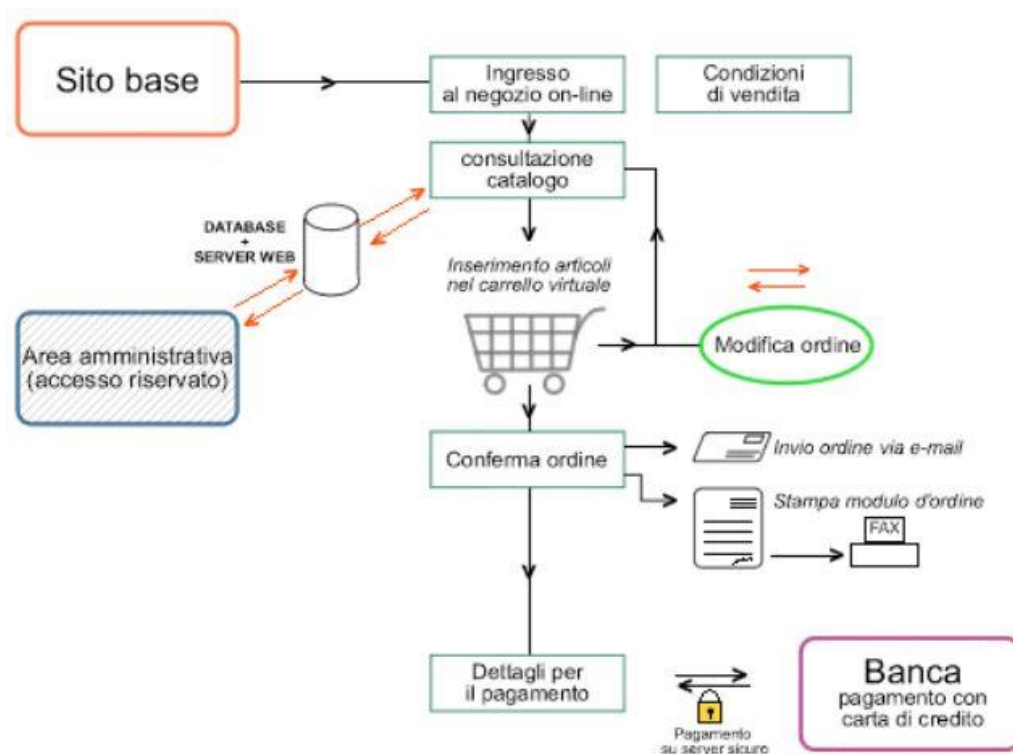 Sito base
Ingresso
al negozio on-line
Condizioni
di vendita
consultazione
catalogo
DATABASE
+
SERVER WEB
Inserimento articoli
nel carrello virtuale
Area amministrativa
(accesso riservato)
Modifica ordine
Conferma ordine
Invio ordine via e-mail
Stampa modulo d'ordine
FAX
Dettagli per
il pagamento
Banca
pagamento con
carta di credito
Pagamento
su server sicuro